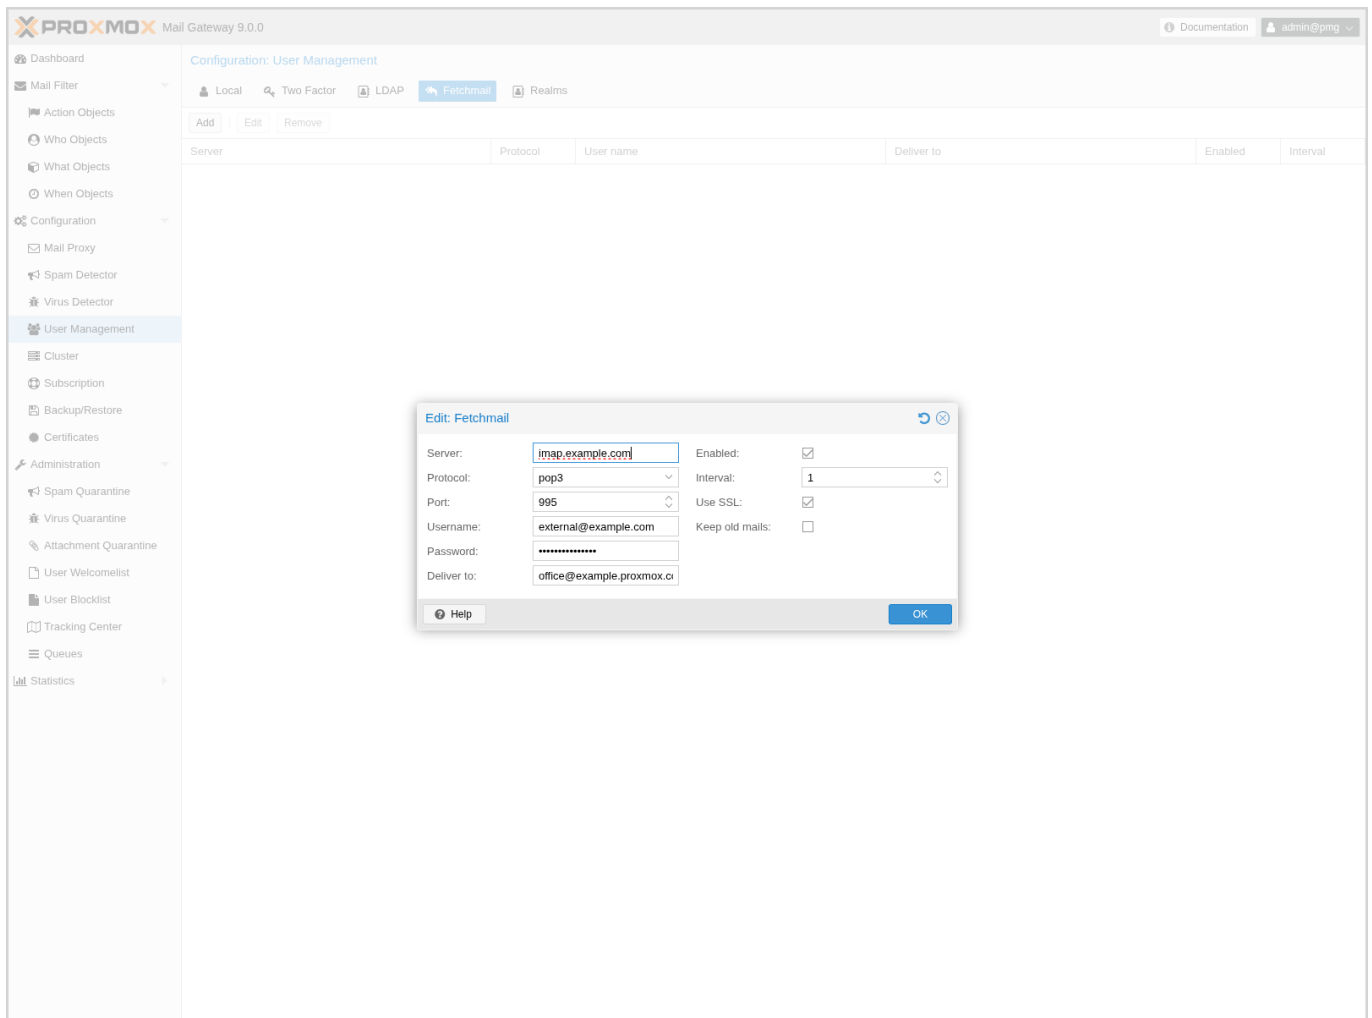 PROXMOX Mail Gateway 9.0.0 Documentation admin@pmg
Dashboard
Mail Filter
Action Objects
Who Objects
What Objects
When Objects
Configuration
Mail Proxy
Spam Detector
Virus Detector
User Management
Cluster
Subscription
Backup/Restore
Certificates
Administration
Spam Quarantine
Virus Quarantine
Attachment Quarantine
User Welcomelist
User Blocklist
Tracking Center
Queues
Statistics
Configuration: User Management
Local Two Factor LDAP Fetchmail Realms
Add Edit Remove
Server Protocol User name Deliver to Enabled Interval
Edit: Fetchmail
Server: imap.example.com Enabled:
Protocol: pop3 Interval: 1
Port: 995 Use SSL:
Username: external@example.com Keep old mails:
Password: •••••••••••••••
Deliver to: office@example.proxmox.c
Help OK